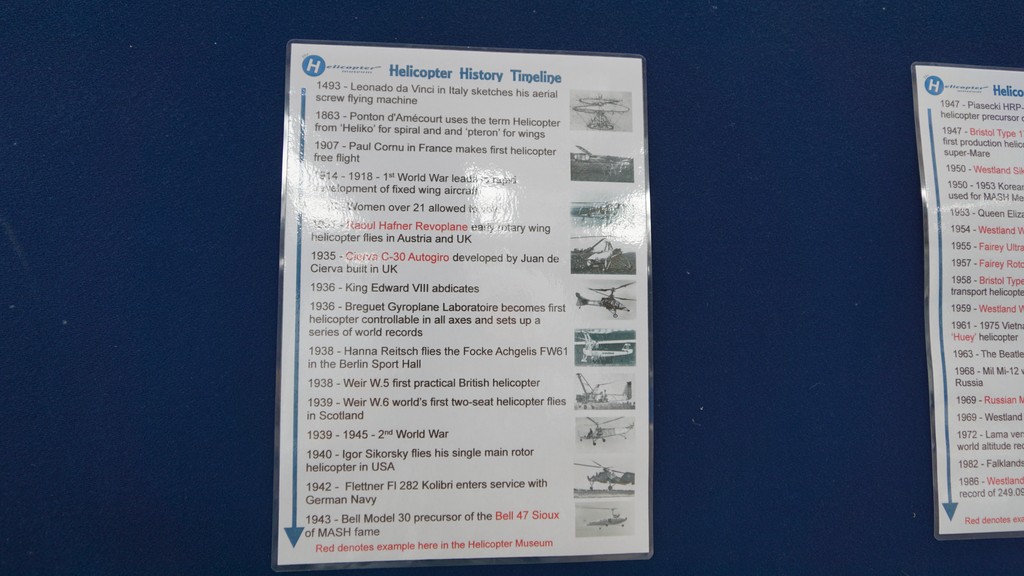 Helicopter
Helicopter History Timeline
1493 - Leonado da Vinci in Italy sketches his aerial
screw flying machine
1863 - Ponton d'Amécourt uses the term Helicopter
from 'Heliko' for spiral and and 'pteron' for wings
1907 - Paul Cornu in France makes first helicopter
free flight
1914 - 1918 - 1st World War leads rapid
development of fixed wing aircraft
Women over 21 allowed to vote
Raoul Hafner Revoplane early rotary wing
helicopter flies in Austria and UK
1935 - Cierva C-30 Autogiro developed by Juan de
Cierva built in UK
1936 - King Edward VIII abdicates
1936 - Breguet Gyroplane Laboratoire becomes first
helicopter controllable in all axes and sets up a
series of world records
1938 - Hanna Reitsch flies the Focke Achgelis FW61
in the Berlin Sport Hall
1938 - Weir W.5 first practical British helicopter
1939 - Weir W.6 world's first two-seat helicopter flies
in Scotland
1939 - 1945 - 2nd World War
1940 - Igor Sikorsky flies his single main rotor
helicopter in USA
1942 - Flettner Fl 282 Kolibri enters service with
German Navy
1943 - Bell Model 30 precursor of the Bell 47 Sioux
of MASH fame
Red denotes example here in the Helicopter Museum
Helicopter
Helico
1947 - Piasecki HRP-
helicopter precursor
1947 - Bristol Type 1
first production helico
super-Mare
1950 - Westland Sik
1950 - 1953 Korea
used for MASH Me
1953 - Queen Eliza
1954 - Westland W
1955 - Fairey Ultra
1957 - Fairey Roto
1958 - Bristol Type
transport helicopte
1959 - Westland W
1961 - 1975 Vietna
'Huey' helicopter
1963 - The Beatle
1968 - Mil Mi-12
Russia
1969 - Russian M
1969 - Westland
1972 - Lama ver
world altitude rec
1982 - Falklands
1986 - Westland
record of 249.09
Red denotes exa